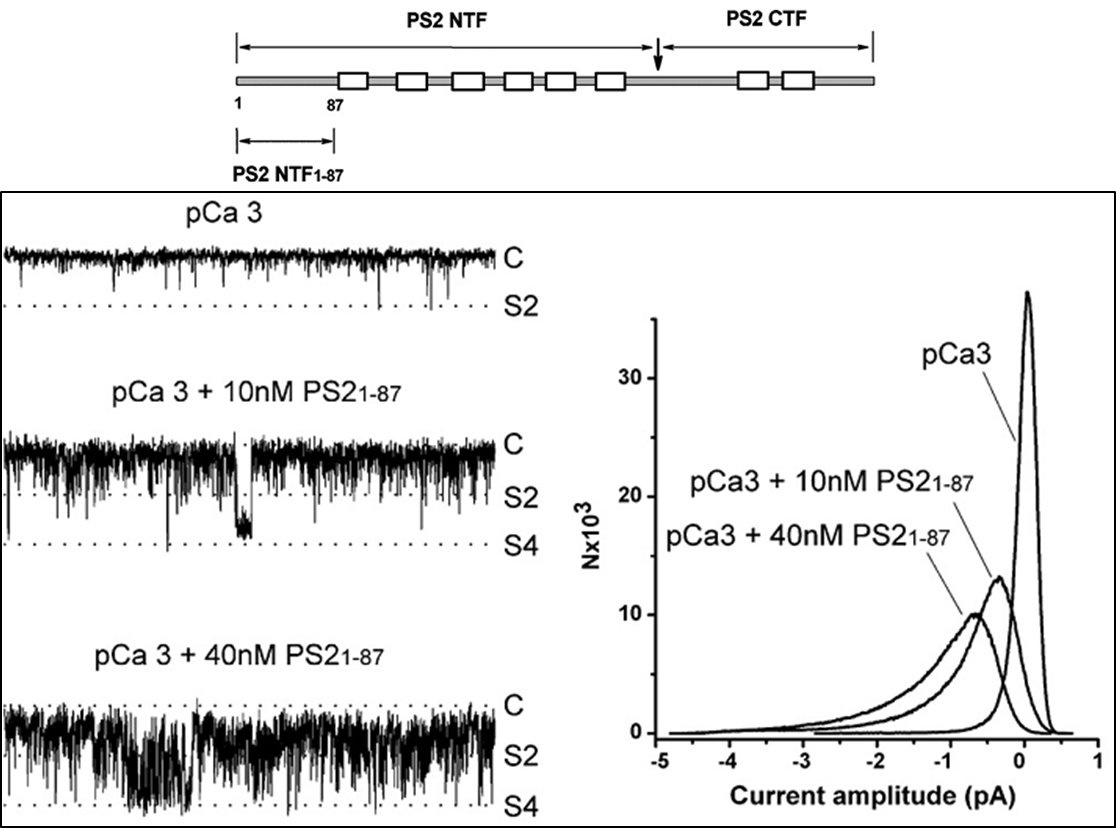 PS2 NTF
PS2 CTF
1
87
PS2 NTF1-87
pCa 3
C
S2
pCa 3 + 10nM PS21-87
C
S2
S4
pCa 3 + 40nM PS21-87
C
S2
S4
Nx10³
30
20
10
0
pCa3
pCa3 + 10nM PS21-87
pCa3 + 40nM PS21-87
-5 -4 -3 -2 -1 0 1
Current amplitude (pA)